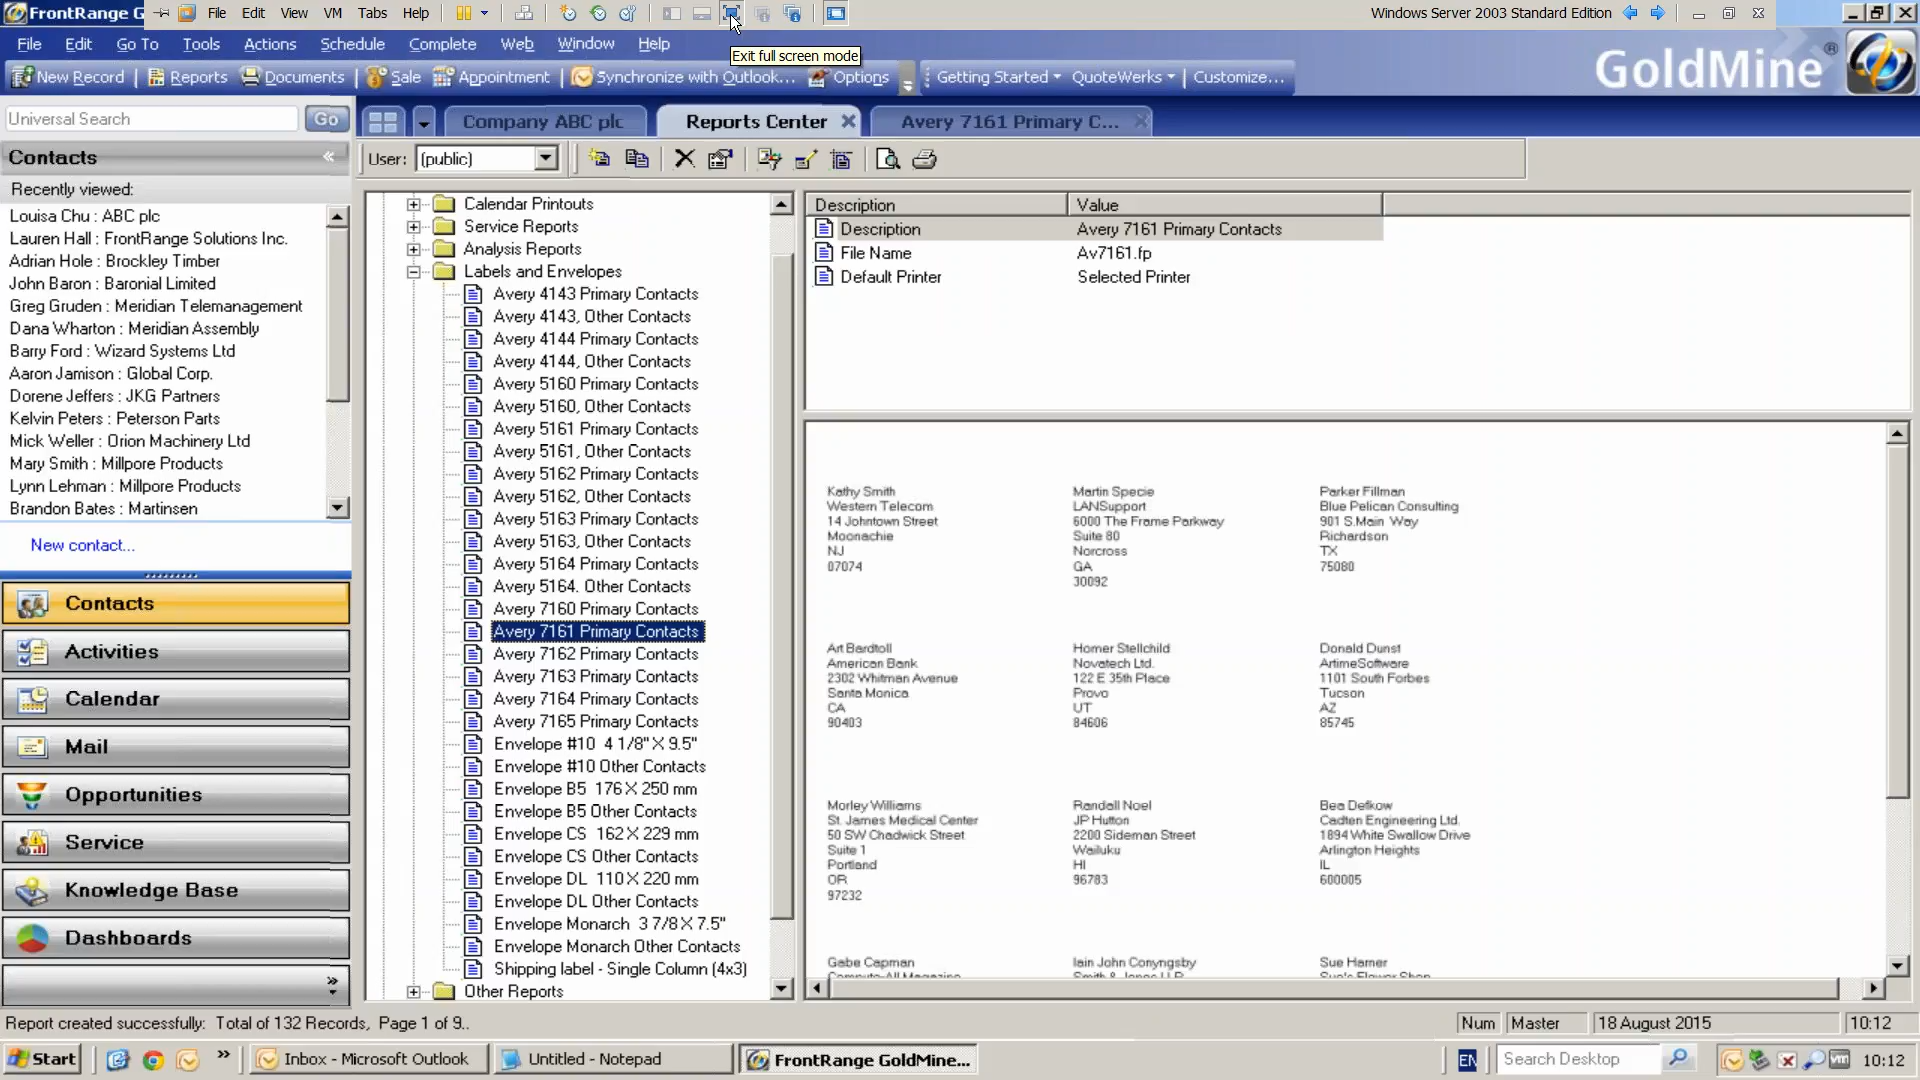 FrontRange G
File Edit View VM Tabs Help
Windows Server 2003 Standard Edition
File Edit Go To Tools Actions Schedule Complete Web Window Help
Exit full screen mode
GoldMine®
New Record Reports Documents Sale Appointment Synchronize with Outlook... Options Getting Started QuoteWerks Customize...
Universal Search Go
Company ABC plc Reports Center Avery 7161 Primary C...
Contacts
User: (public)
Recently viewed:
Louisa Chu : ABC plc
Lauren Hall : FrontRange Solutions Inc.
Adrian Hole : Brockley Timber
John Baron : Baronial Limited
Greg Gruden : Meridian Telemanagement
Dana Wharton : Meridian Assembly
Barry Ford : Wizard Systems Ltd
Aaron Jamison : Global Corp.
Dorene Jeffers : JKG Partners
Kelvin Peters : Peterson Parts
Mick Weller : Orion Machinery Ltd
Mary Smith : Millpore Products
Lynn Lehman : Millpore Products
Brandon Bates : Martinsen
New contact...
Contacts
Activities
Calendar
Mail
Opportunities
Service
Knowledge Base
Dashboards
Calendar Printouts
Service Reports
Analysis Reports
Labels and Envelopes
Avery 4143 Primary Contacts
Avery 4143, Other Contacts
Avery 4144 Primary Contacts
Avery 4144, Other Contacts
Avery 5160 Primary Contacts
Avery 5160, Other Contacts
Avery 5161 Primary Contacts
Avery 5161, Other Contacts
Avery 5162 Primary Contacts
Avery 5162, Other Contacts
Avery 5163 Primary Contacts
Avery 5163, Other Contacts
Avery 5164 Primary Contacts
Avery 5164. Other Contacts
Avery 7160 Primary Contacts
Avery 7161 Primary Contacts
Avery 7162 Primary Contacts
Avery 7163 Primary Contacts
Avery 7164 Primary Contacts
Avery 7165 Primary Contacts
Envelope #10 4 1/8" X 9.5"
Envelope #10 Other Contacts
Envelope B5 176 X 250 mm
Envelope B5 Other Contacts
Envelope CS 162 X 229 mm
Envelope CS Other Contacts
Envelope DL 110 X 220 mm
Envelope DL Other Contacts
Envelope Monarch 3 7/8 X 7.5"
Envelope Monarch Other Contacts
Shipping label - Single Column (4x3)
Other Reports
Description Value
Description Avery 7161 Primary Contacts
File Name Av7161.fp
Default Printer Selected Printer
Kathy Smith
Western Telecom
14 Johntown Street
Moonachie
NJ
07074
Martin Specie
LANSupport
6000 The Frame Parkway
Suite 80
Norcross
GA
30092
Parker Fillman
Blue Pelican Consulting
901 S.Main Way
Richardson
TX
75080
Art Bardtoll
American Bank
2302 Whitman Avenue
Santa Monica
CA
90403
Homer Stellchild
Novatech Ltd.
122 E 35th Place
Provo
UT
84606
Donald Dunst
ArtimeSoftware
1101 South Forbes
Tucson
AZ
85745
Morley Williams
St. James Medical Center
50 SW Chadwick Street
Suite 1
Portland
OR
97232
Randall Noel
JP Hutton
2200 Sideman Street
Wailuku
HI
96783
Bea Defkow
Cadten Engineering Ltd.
1894 White Swallow Drive
Arlington Heights
IL
600005
Gabe Capman
Compute-All Magazine
Iain John Conyngsby
Smith & Jones LLP
Sue Harner
Sue's Flower Shop
Report created successfully: Total of 132 Records, Page 1 of 9..
Num Master 18 August 2015 10:12
Start » Inbox - Microsoft Outlook Untitled - Notepad FrontRange GoldMine... EN Search Desktop vm 10:12